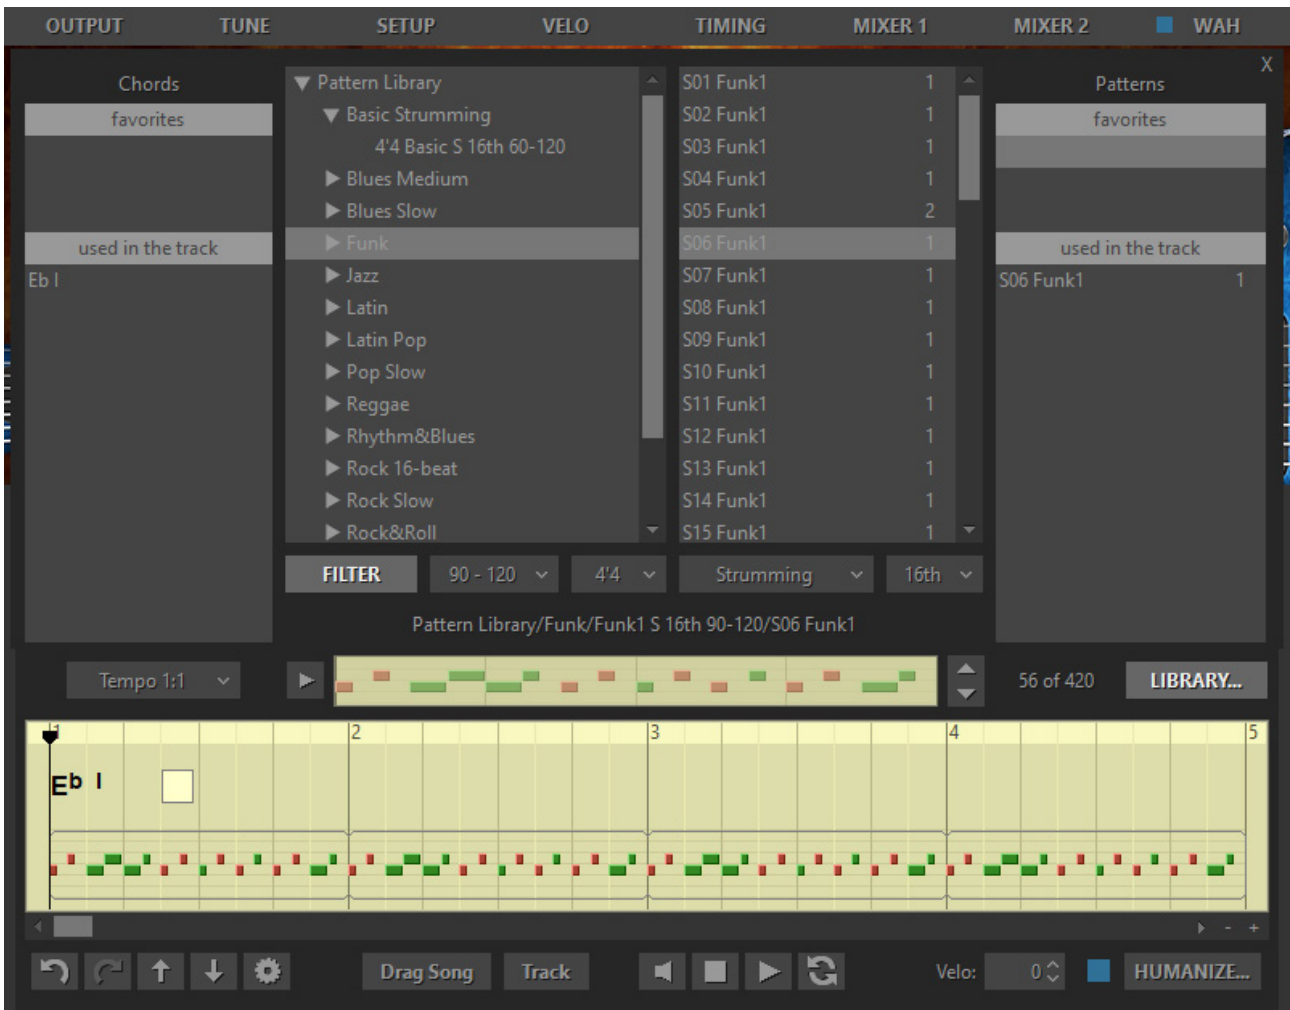 OUTPUT TUNE SETUP VELO TIMING MIXER 1 MIXER 2 WAH
X
Chords
favorites
used in the track
Eb I
Pattern Library
Basic Strumming
4'4 Basic S 16th 60-120
Blues Medium
Blues Slow
Funk
Jazz
Latin
Latin Pop
Pop Slow
Reggae
Rhythm&Blues
Rock 16-beat
Rock Slow
Rock&Roll
S01 Funk1 1
S02 Funk1 1
S03 Funk1 1
S04 Funk1 1
S05 Funk1 2
S06 Funk1 1
S07 Funk1 1
S08 Funk1 1
S09 Funk1 1
S10 Funk1 1
S11 Funk1 1
S12 Funk1 1
S13 Funk1 1
S14 Funk1 1
S15 Funk1 1
Patterns
favorites
used in the track
S06 Funk1 1
FILTER 90 - 120 4'4 Strumming 16th
Pattern Library/Funk/Funk1 S 16th 90-120/S06 Funk1
Tempo 1:1 56 of 420 LIBRARY...
1 2 3 4 5
Eb I
- +
Drag Song Track Velo: 0 HUMANIZE...